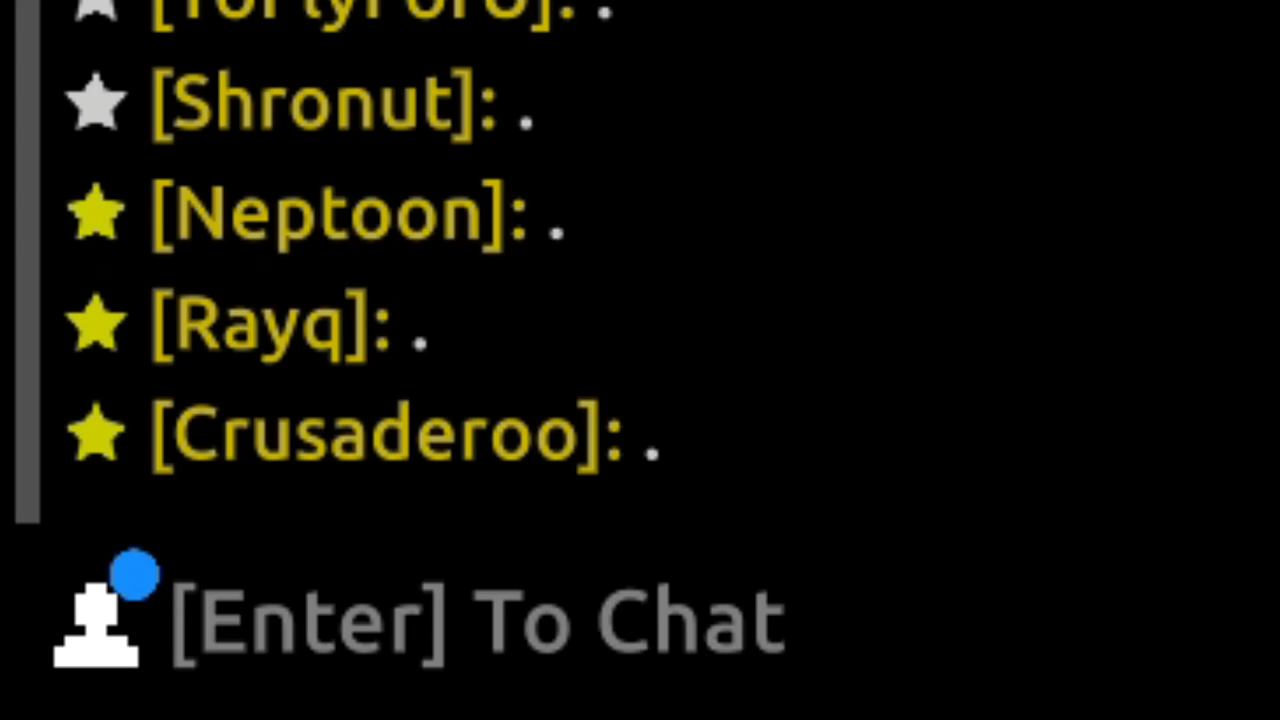 [Shronut]: .
[Neptoon]: .
[Rayq]: .
[Crusaderoo]: .
[Enter] To Chat